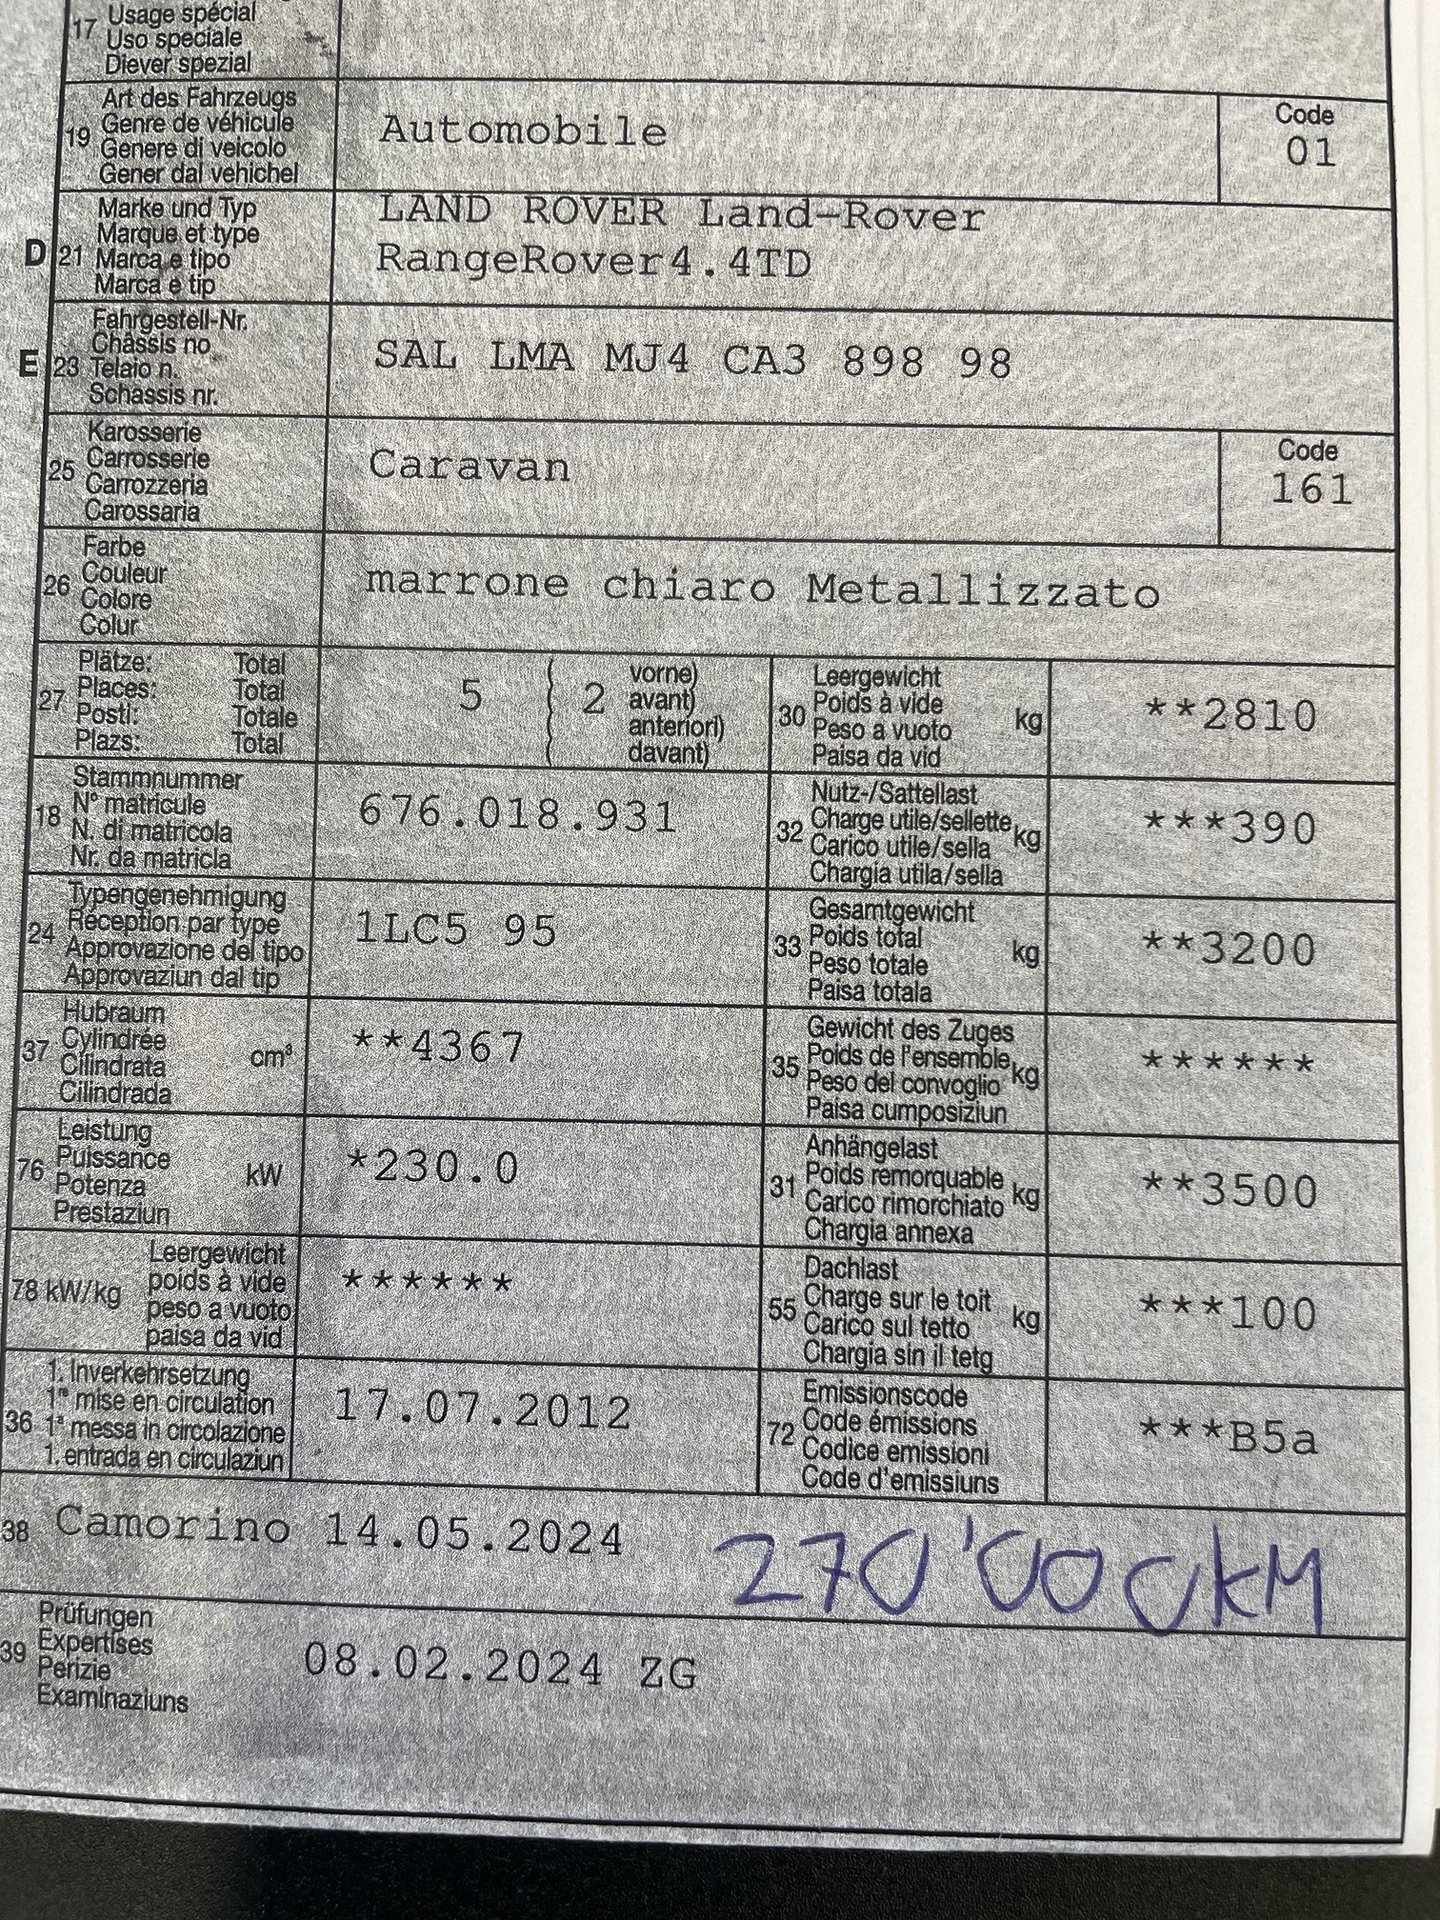 17 Usage spécial
Uso speciale
Diever spezial
19 Art des Fahrzeugs
Genre de véhicule
Genere di veicolo
Gener dal vehichel
Automobile
Code
01
D 21 Marke und Typ
Marque et type
Marca e tipo
Marca e tip
LAND ROVER Land-Rover
RangeRover4.4TD
E 23 Fahrgestell-Nr.
Châssis no
Telaio n.
Schassis nr.
SAL LMA MJ4 CA3 898 98
25 Karosserie
Carrosserie
Carrozzeria
Carossaria
Caravan
Code
161
26 Farbe
Couleur
Colore
Colur
marrone chiaro Metallizzato
27 Plätze: Total
Places: Total
Posti: Totale
Plazs: Total
5 ( 2 vorne)
avant)
anteriori)
davant)
30 Leergewicht
Poids à vide
Peso a vuoto
Paisa da vid
kg
**2810
18 Stammnummer
N° matricule
N. di matricola
Nr. da matricla
676.018.931
32 Nutz-/Sattellast
Charge utile/sellette
Carico utile/sella
Chargia utila/sella
kg
***390
24 Typengenehmigung
Réception par type
Approvazione del tipo
Approvaziun dal tip
1LC5 95
33 Gesamtgewicht
Poids total
Peso totale
Paisa totala
kg
**3200
37 Hubraum
Cylindrée
Cilindrata
Cilindrada
cm³
**4367
35 Gewicht des Zuges
Poids de l'ensemble
Peso del convoglio
Paisa cumposiziun
kg
******
76 Leistung
Puissance
Potenza
Prestaziun
kW
*230.0
31 Anhängelast
Poids remorquable
Carico rimorchiato
Chargia annexa
kg
**3500
78 kW/kg
Leergewicht
poids à vide
peso a vuoto
paisa da vid
******
55 Dachlast
Charge sur le toit
Carico sul tetto
Chargia sin il tetg
kg
***100
36 1. Inverkehrsetzung
1re mise en circulation
1a messa in circolazione
1. entrada en circulaziun
17.07.2012
72 Emissionscode
Code émissions
Codice emissioni
Code d'emissiuns
***B5a
38 Camorino 14.05.2024
270'000KM
39 Prüfungen
Expertises
Perizie
Examinaziuns
08.02.2024 ZG